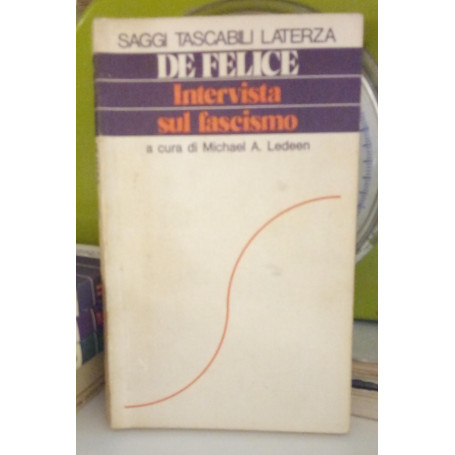 SAGGI TASCABILI LATERZA
DE FELICE
Intervista
sul fascismo
a cura di Michael A. Ledeen